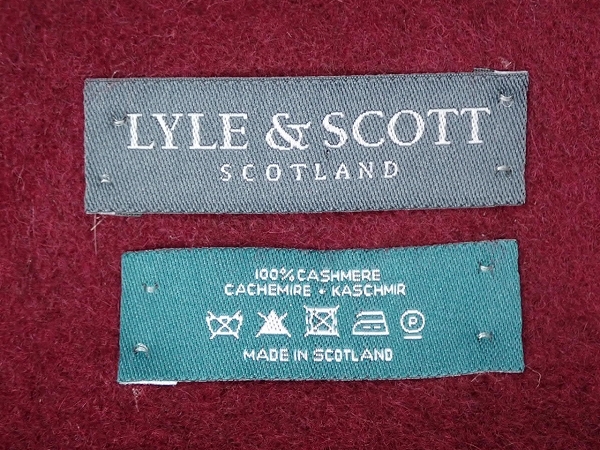 LYLE & SCOTT
SCOTLAND
100% CASHMERE
CACHEMIRE • KASCHMIR
P
MADE IN SCOTLAND